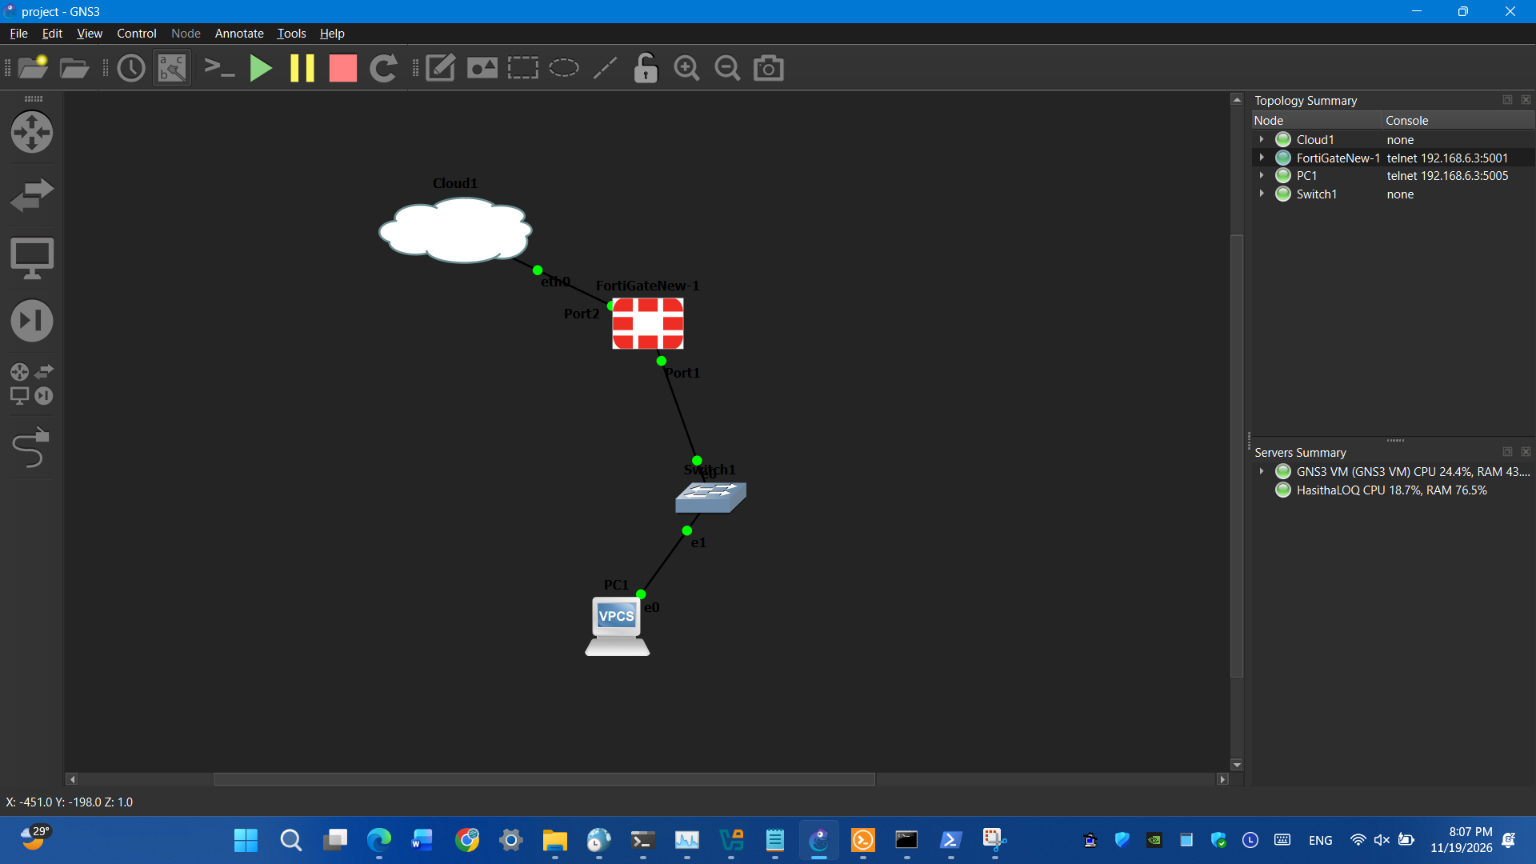 project - GNS3
File Edit View Control Node Annotate Tools Help
Topology Summary
Node Console
Cloud1 none
FortiGateNew-1 telnet 192.168.6.3:5001
PC1 telnet 192.168.6.3:5005
Switch1 none
Cloud1
eth0
FortiGateNew-1
Port2
Port1
Switch1
e0
e1
PC1
e0
VPCS
Servers Summary
GNS3 VM (GNS3 VM) CPU 24.4%, RAM 43....
HasithaLOQ CPU 18.7%, RAM 76.5%
X: -451.0 Y: -198.0 Z: 1.0
29°
ENG
8:07 PM
11/19/2026